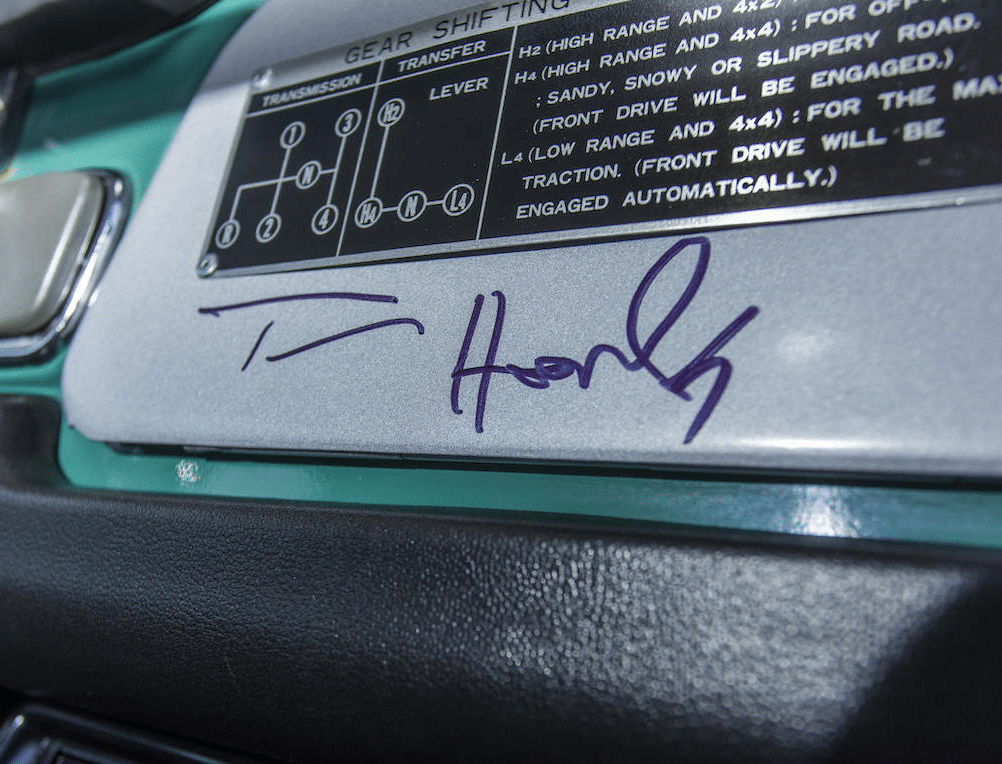 GEAR SHIFTING
TRANSMISSION
1 3
N
R 2 4
TRANSFER
LEVER
H2
H4 N L4
H2 (HIGH RANGE AND 4x2)
H4 (HIGH RANGE AND 4x4) : FOR
: SANDY, SNOWY OR SLIPPERY ROAD.
(FRONT DRIVE WILL BE ENGAGED.)
L4 (LOW RANGE AND 4x4) : FOR THE
TRACTION. (FRONT DRIVE WILL BE
ENGAGED AUTOMATICALLY.)